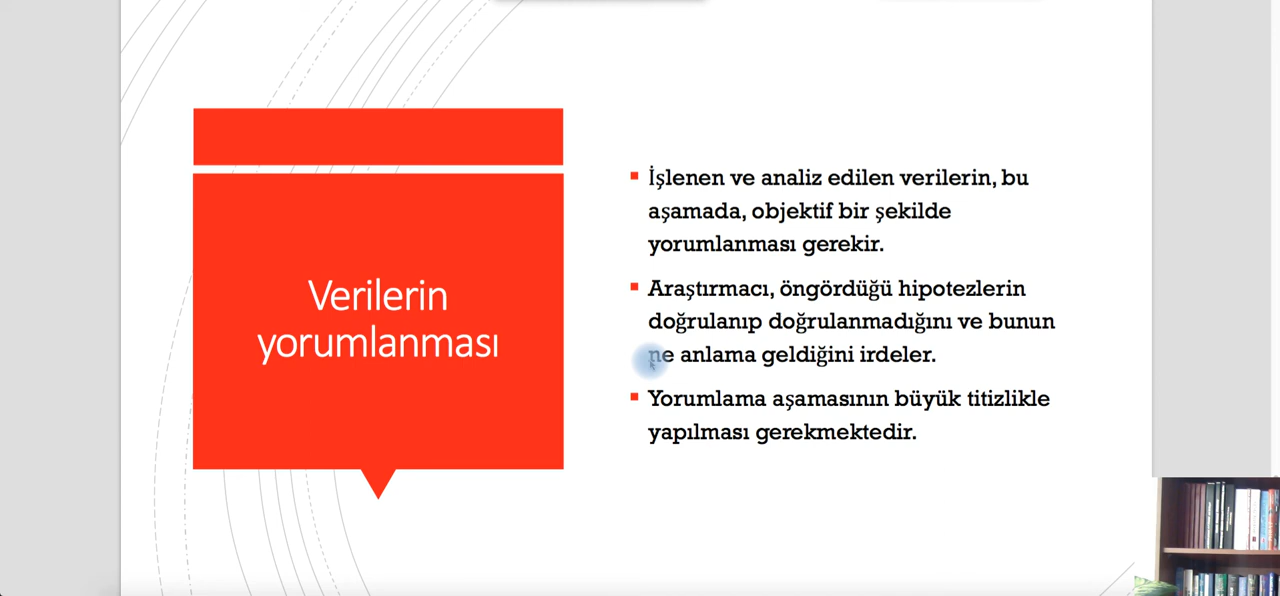 Verilerin
yorumlanması
İşlenen ve analiz edilen verilerin, bu
aşamada, objektif bir şekilde
yorumlanması gerekir.
Araştırmacı, öngördüğü hipotezlerin
doğrulanıp doğrulanmadığını ve bunun
ne anlama geldiğini irdeler.
Yorumlama aşamasının büyük titizlikle
yapılması gerekmektedir.